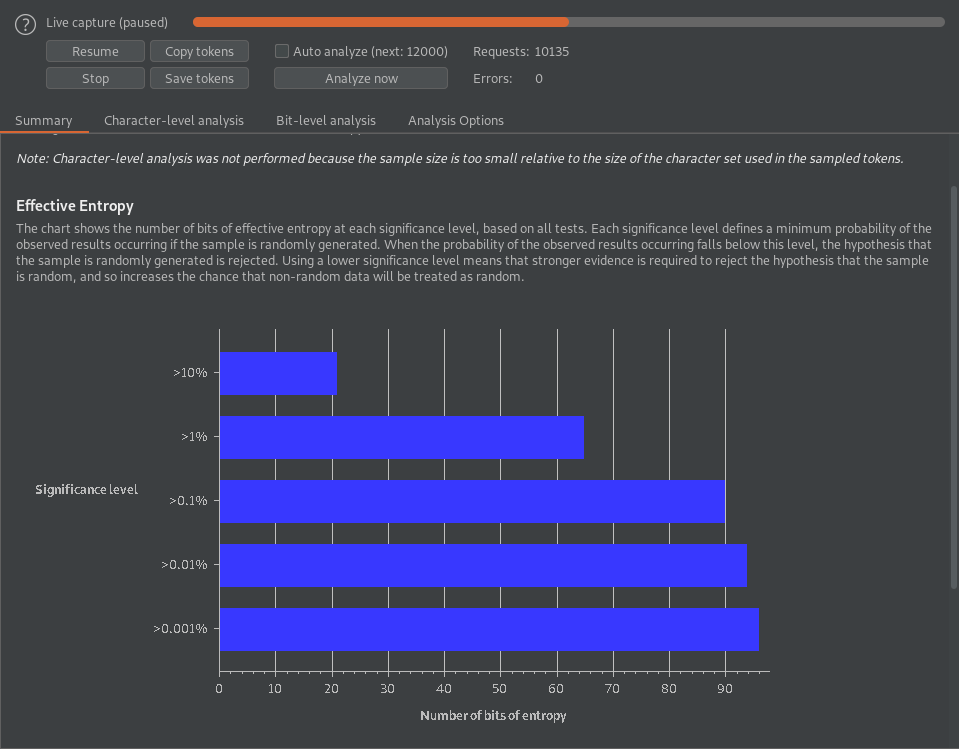 ? Live capture (paused)
Resume Copy tokens Auto analyze (next: 12000) Requests: 10135
Stop Save tokens Analyze now Errors: 0
Summary Character-level analysis Bit-level analysis Analysis Options
Note: Character-level analysis was not performed because the sample size is too small relative to the size of the character set used in the sampled tokens.
Effective Entropy
The chart shows the number of bits of effective entropy at each significance level, based on all tests. Each significance level defines a minimum probability of the
observed results occurring if the sample is randomly generated. When the probability of the observed results occurring falls below this level, the hypothesis that
the sample is randomly generated is rejected. Using a lower significance level means that stronger evidence is required to reject the hypothesis that the sample
is random, and so increases the chance that non-random data will be treated as random.
>10%
>1%
Significance level
>0.1%
>0.01%
>0.001%
0 10 20 30 40 50 60 70 80 90
Number of bits of entropy